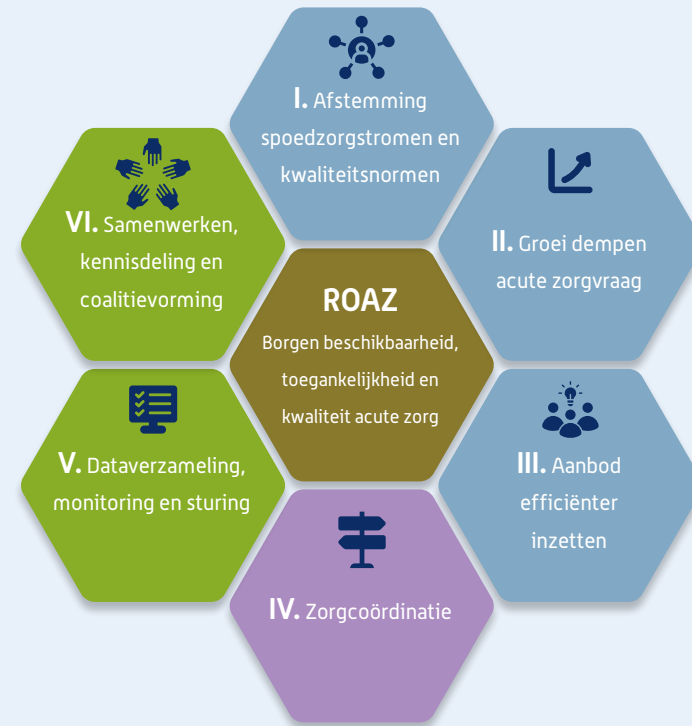 I. Afstemming
spoedzorgstromen en
kwaliteitsnormen
II. Groei dempen
acute zorgvraag
III. Aanbod
efficiënter
inzetten
IV. Zorgcoördinatie
V. Dataverzameling,
monitoring en sturing
VI. Samenwerken,
kennisdeling en
coalitievorming
ROAZ
Borgen beschikbaarheid,
toegankelijkheid en
kwaliteit acute zorg